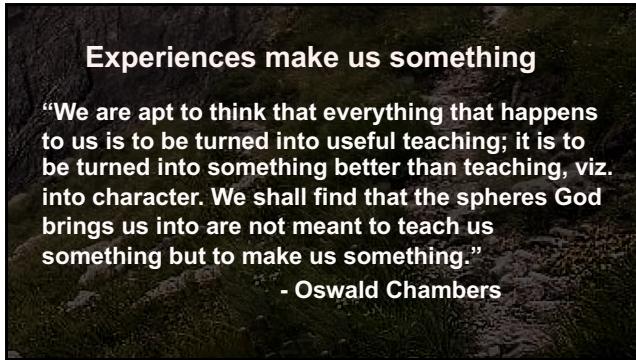 Experiences make us something
“We are apt to think that everything that happens
to us is to be turned into useful teaching; it is to
be turned into something better than teaching, viz.
into character. We shall find that the spheres God
brings us into are not meant to teach us
something but to make us something.”
- Oswald Chambers